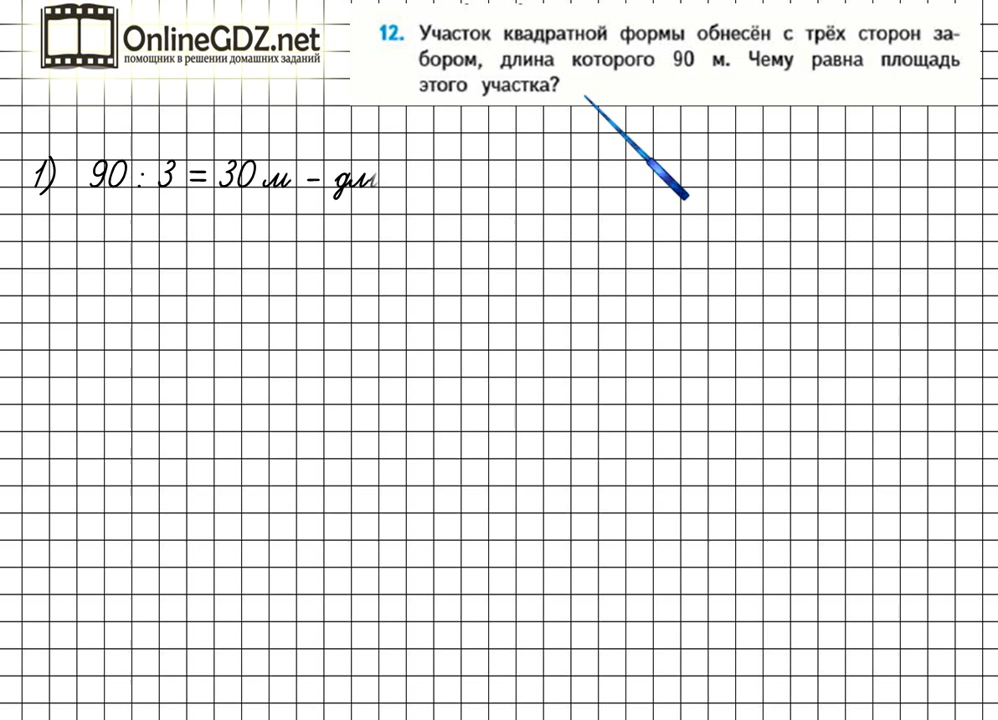 OnlineGDZ.net
помощник в решении домашних заданий
12. Участок квадратной формы обнесён с трёх сторон за-
бором, длина которого 90 м. Чему равна площадь
этого участка?
1) 90 : 3 = 30 м – дли